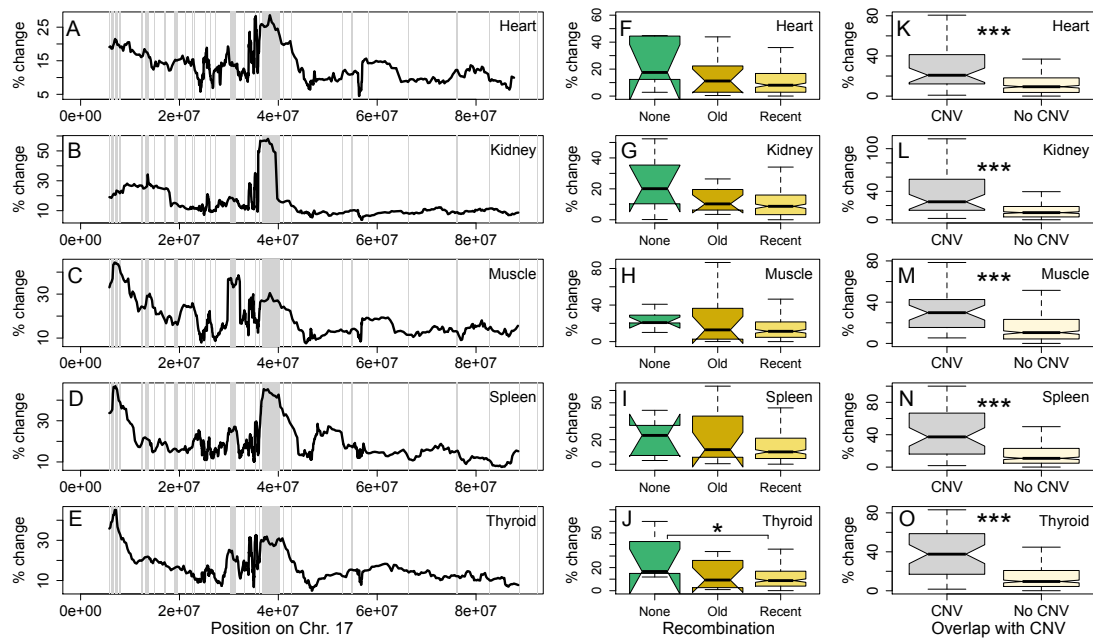 A Heart
% change
5 15 25
0e+00 2e+07 4e+07 6e+07 8e+07
F Heart
% change
0 20 40 60
None Old Recent
K *** Heart
% change
0 40 80
CNV No CNV
B Kidney
% change
10 30 50
0e+00 2e+07 4e+07 6e+07 8e+07
G Kidney
% change
0 20 40
None Old Recent
L *** Kidney
% change
0 40 100
CNV No CNV
C Muscle
% change
10 30
0e+00 2e+07 4e+07 6e+07 8e+07
H Muscle
% change
0 40 80
None Old Recent
M *** Muscle
% change
0 40 80
CNV No CNV
D Spleen
% change
10 30
0e+00 2e+07 4e+07 6e+07 8e+07
I Spleen
% change
0 20 50
None Old Recent
N *** Spleen
% change
0 40 80
CNV No CNV
E Thyroid
% change
10 30
0e+00 2e+07 4e+07 6e+07 8e+07
Position on Chr. 17
J * Thyroid
% change
0 20 50
None Old Recent
Recombination
O *** Thyroid
% change
0 40 80
CNV No CNV
Overlap with CNV